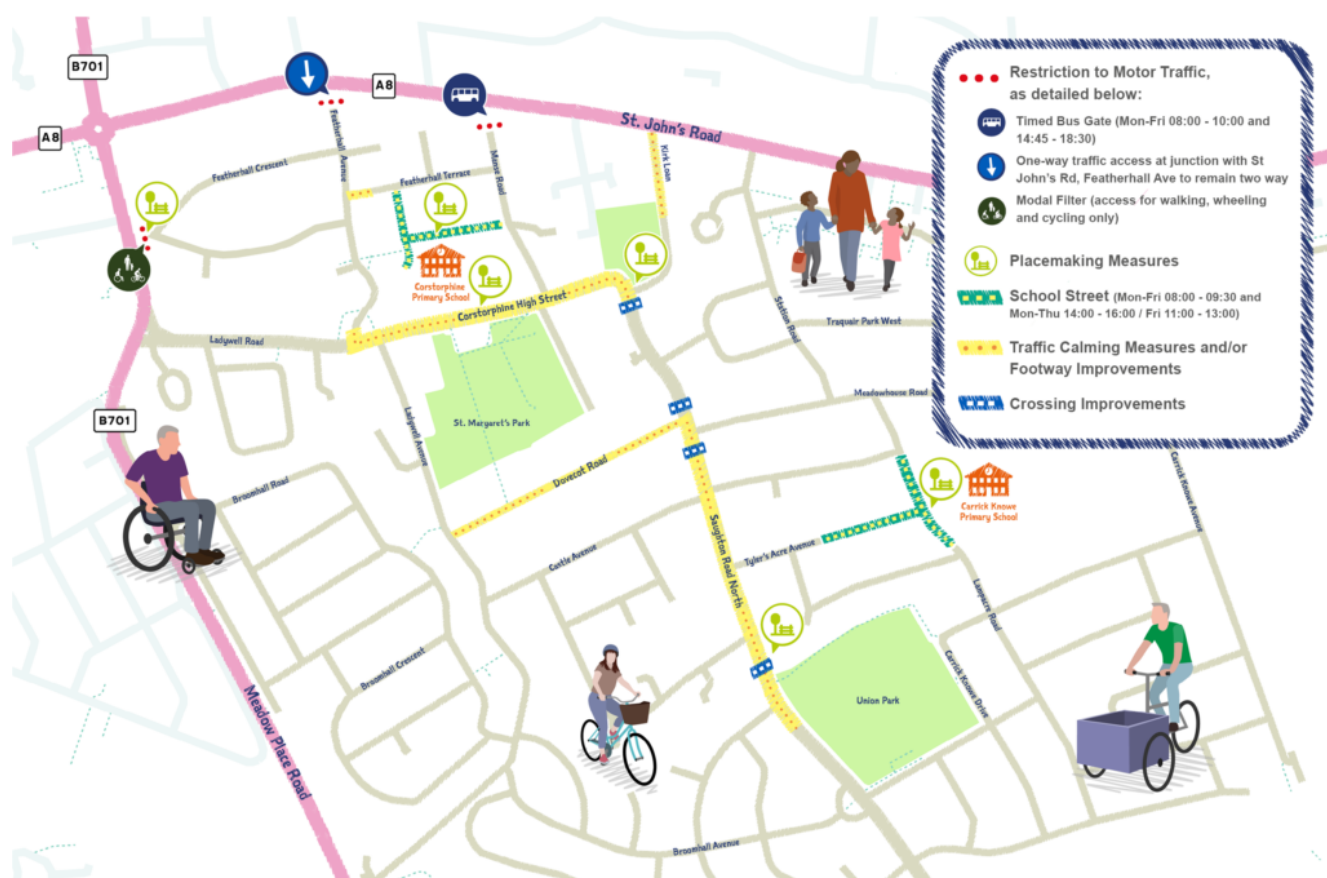 B701
A8
A8
St. John's Road
Featherhall Avenue
Featherhall Crescent
Featherhall Terrace
Manse Road
Kirk Loan
Corstorphine
Primary School
Corstorphine High Street
Ladywell Road
Station Road
Traquair Park West
Meadowhouse Road
B701
Ladywell Avenue
St. Margaret's Park
Dovecot Road
Broomhall Road
Castle Avenue
Saughton Road North
Tyler's Acre Avenue
Carrick Knowe
Primary School
Carrick Knowe Avenue
Lampacre Road
Carrick Knowe Drive
Union Park
Broomhall Crescent
Meadow Place Road
Broomhall Avenue
Restriction to Motor Traffic,
as detailed below:
Timed Bus Gate (Mon-Fri 08:00 - 10:00 and
14:45 - 18:30)
One-way traffic access at junction with St
John's Rd, Featherhall Ave to remain two way
Modal Filter (access for walking, wheeling
and cycling only)
Placemaking Measures
School Street (Mon-Fri 08:00 - 09:30 and
Mon-Thu 14:00 - 16:00 / Fri 11:00 - 13:00)
Traffic Calming Measures and/or
Footway Improvements
Crossing Improvements